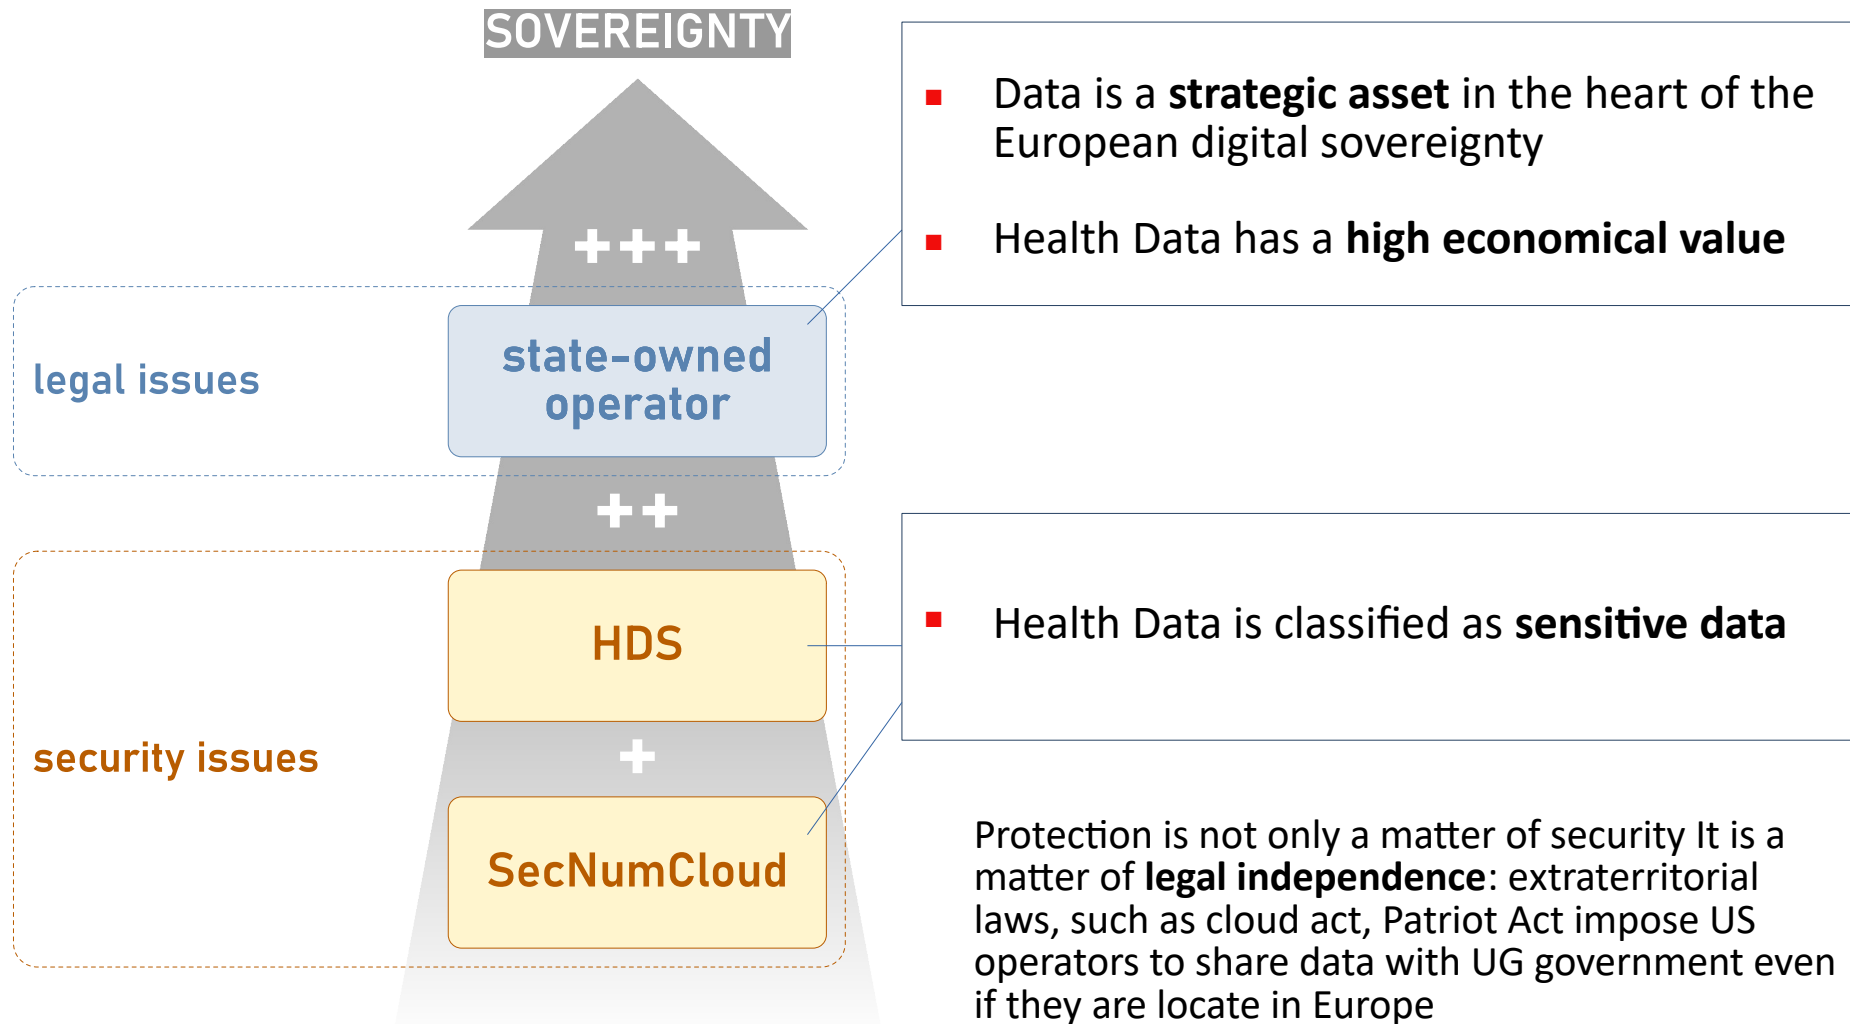 SOVEREIGNTY
+++
legal issues
state-owned
operator
++
security issues
HDS
+
SecNumCloud
▪ Data is a strategic asset in the heart of the
European digital sovereignty
▪ Health Data has a high economical value
▪ Health Data is classified as sensitive data
Protection is not only a matter of security It is a
matter of legal independence: extraterritorial
laws, such as cloud act, Patriot Act impose US
operators to share data with UG government even
if they are locate in Europe